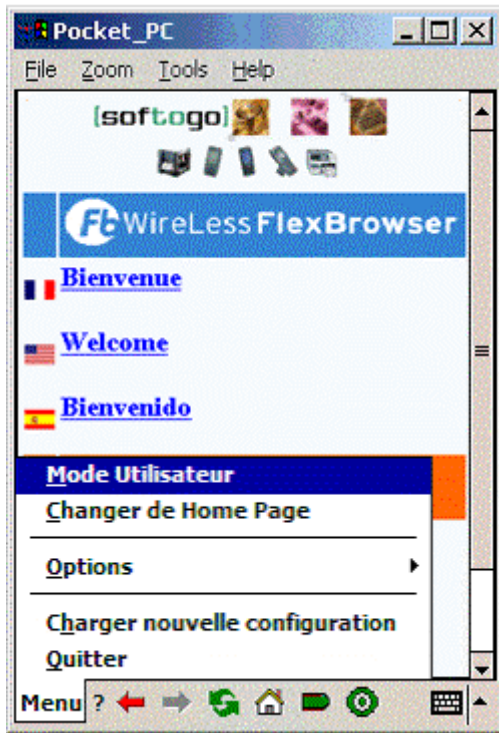 Pocket_PC
File Zoom Tools Help
[softogo]
Fb WireLess FlexBrowser
Bienvenue
Welcome
Bienvenido
Mode Utilisateur
Changer de Home Page
Options
Charger nouvelle configuration
Quitter
Menu ?